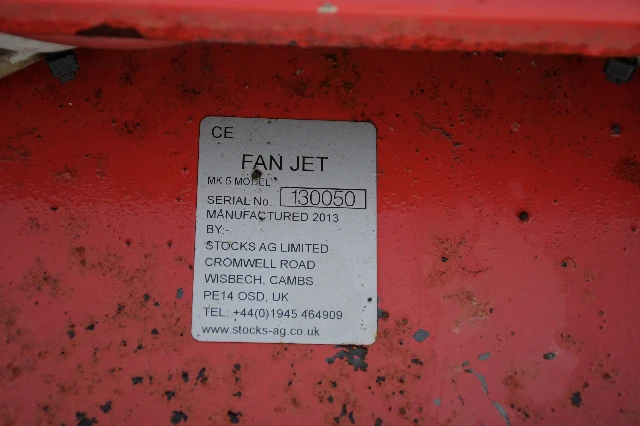 CE
FAN JET
MK 5 MODEL
SERIAL No.. 130050
MANUFACTURED 2013
BY:-
STOCKS AG LIMITED
CROMWELL ROAD
WISBECH, CAMBS
PE14 OSD, UK
TEL: +44(0)1945 464909
www.stocks-ag.co.uk